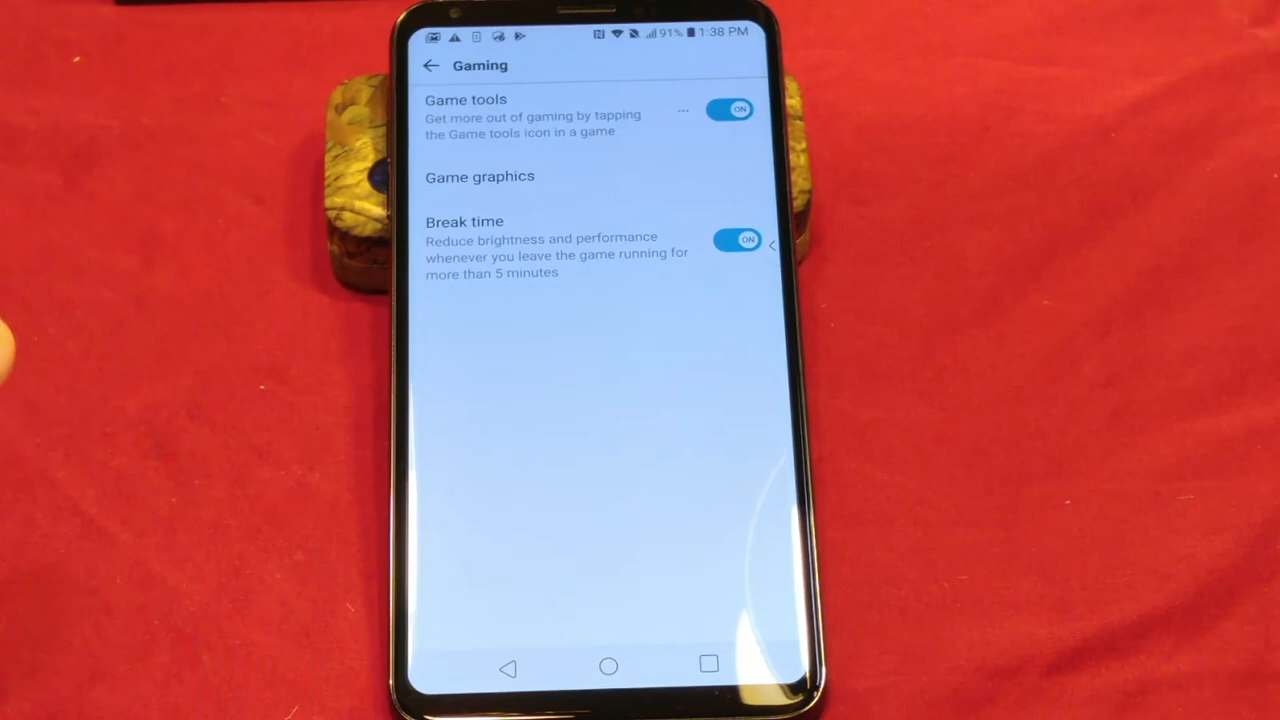 91% 1:38 PM
Gaming
Game tools
Get more out of gaming by tapping
the Game tools icon in a game
ON
Game graphics
Break time
Reduce brightness and performance
whenever you leave the game running for
more than 5 minutes
ON